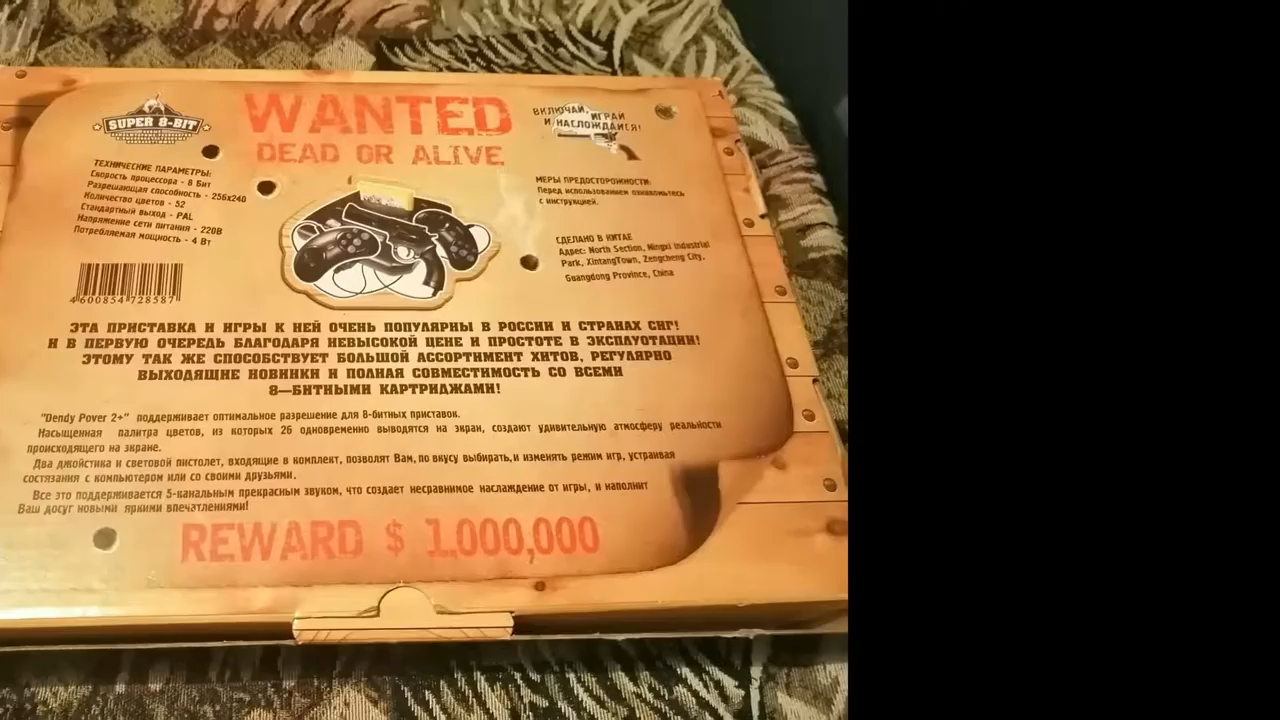 SUPER 8-BIT
WANTED
DEAD OR ALIVE
ВКЛЮЧАЙ, ИГРАЙ
И НАСЛОЖДАЙСЯ!
ТЕХНИЧЕСКИЕ ПАРАМЕТРЫ:
Скорость процессора - 8 Бит
Разрешающая способность - 256x240
Количество цветов - 52
Стандартный выход - PAL
Напряжение сети питания - 220В
Потребляемая мощность - 4 Вт
4600854728587
МЕРЫ ПРЕДОСТОРОЖНОСТИ:
Перед использованием ознакомьтесь
с инструкцией.
СДЕЛАНО В КИТАЕ
Адрес: North Section, Ningxi Industrial
Park, XintangTown, Zengcheng City,
Guangdong Province, China
ЭТА ПРИСТАВКА И ИГРЫ К НЕЙ ОЧЕНЬ ПОПУЛЯРНЫ В РОССИИ И СТРАНАХ СНГ!
И В ПЕРВУЮ ОЧЕРЕДЬ БЛАГОДАРЯ НЕВЫСОКОЙ ЦЕНЕ И ПРОСТОТЕ В ЭКСПЛУОТАЦИИ!
ЭТОМУ ТАК ЖЕ СПОСОБСТВУЕТ БОЛЬШОЙ АССОРТИМЕНТ ХИТОВ, РЕГУЛЯРНО
ВЫХОДЯЩИЕ НОВИНКИ И ПОЛНАЯ СОВМЕСТИМОСТЬ СО ВСЕМИ
8—БИТНЫМИ КАРТРИДЖАМИ!
"Dendy Pover 2+" поддерживает оптимальное разрешение для 8-битных приставок.
Насыщенная палитра цветов, из которых 26 одновременно выводятся на экран, создают удивительную атмосферу реальности
происходящего на экране.
Два джойстика и световой пистолет, входящие в комплект, позволят Вам, по вкусу выбирать,и изменять режим игр, устраивая
состязания с компьютером или со своими друзьями.
Все это поддерживается 5-канальным прекрасным звуком, что создает несравнимое наслаждение от игры, и наполнит
Ваш досуг новыми яркими впечатлениями!
REWARD $ 1,000,000